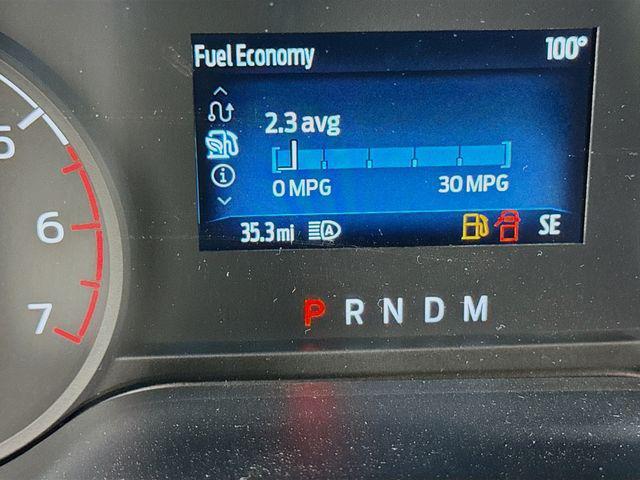 Fuel Economy 100°
2.3 avg
0 MPG 30 MPG
35.3 mi A SE
P R N D M
5
6
7